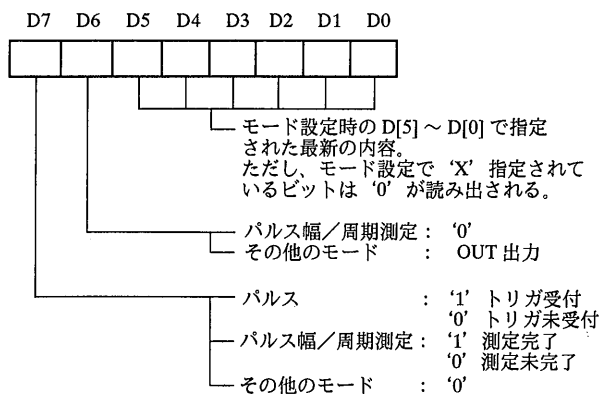 D7 D6 D5 D4 D3 D2 D1 D0
モード設定時の D[5] ~ D[0] で指定
された最新の内容。
ただし、モード設定で ‘X’ 指定されて
いるビットは ‘0’ が読み出される。
パルス幅/周期測定 : ‘0’
その他のモード : OUT 出力
パルス : ‘1’ トリガ受付
‘0’ トリガ未受付
パルス幅/周期測定 : ‘1’ 測定完了
‘0’ 測定未完了
その他のモード : ‘0’